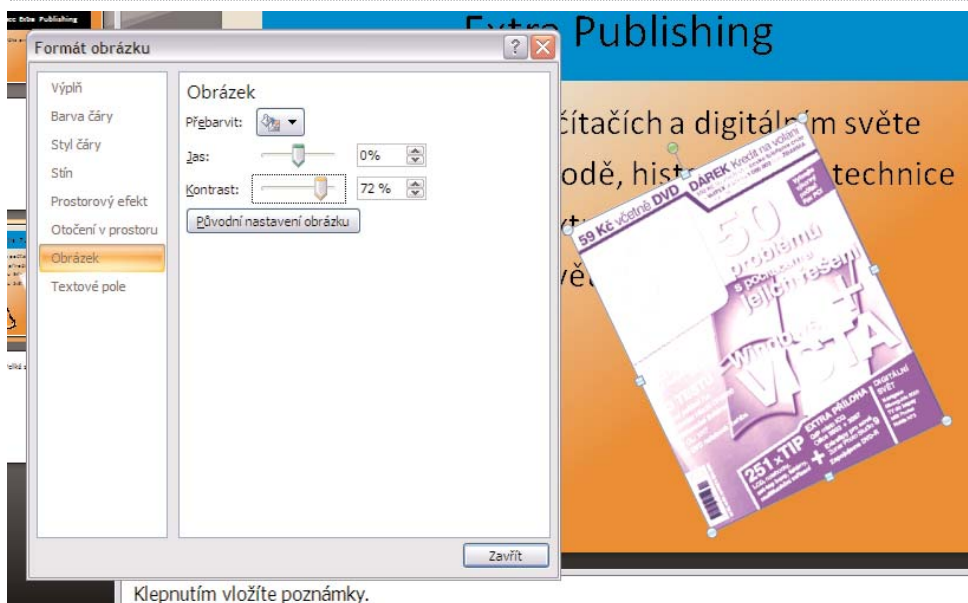 Extra Publishing
Formát obrázku
Výplň
Barva čáry
Styl čáry
Stín
Prostorový efekt
Otočení v prostoru
Obrázek
Textové pole
Obrázek
Přebarvit:
Jas:
0%
Kontrast:
72 %
Původní nastavení obrázku
Zavřít
čítačích a digitálním světe
odě, hist technice
59 Kč včetně DVD
DÁREK Kredit na volání
50
problémů
s počítačem
a jejich řešení
Windows
VISTA
251 x TIP
EXTRA PŘÍLOHA
DIGITÁLNÍ
SVĚT
Klepnutím vložíte poznámky.